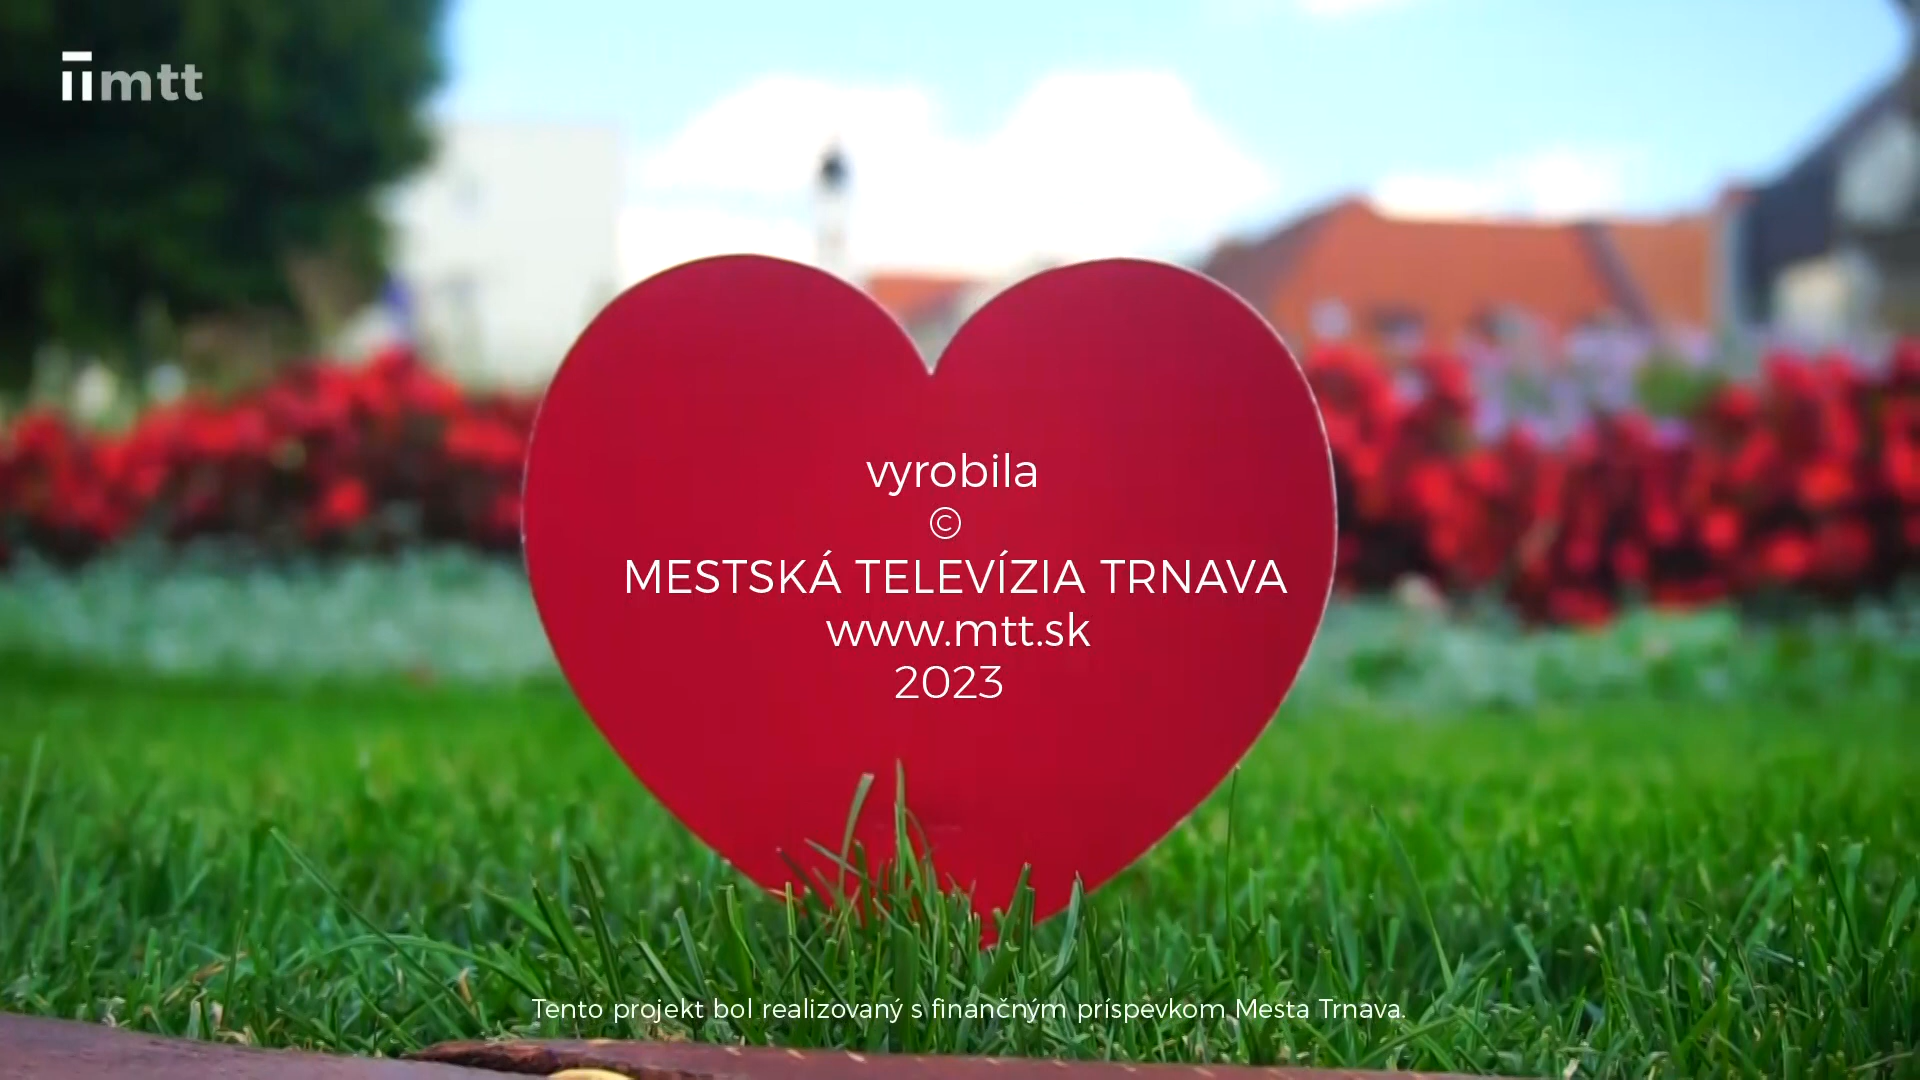 mtt
vyrobila
©
MESTSKÁ TELEVÍZIA TRNAVA
www.mtt.sk
2023
Tento projekt bol realizovaný s finančným príspevkom Mesta Trnava.